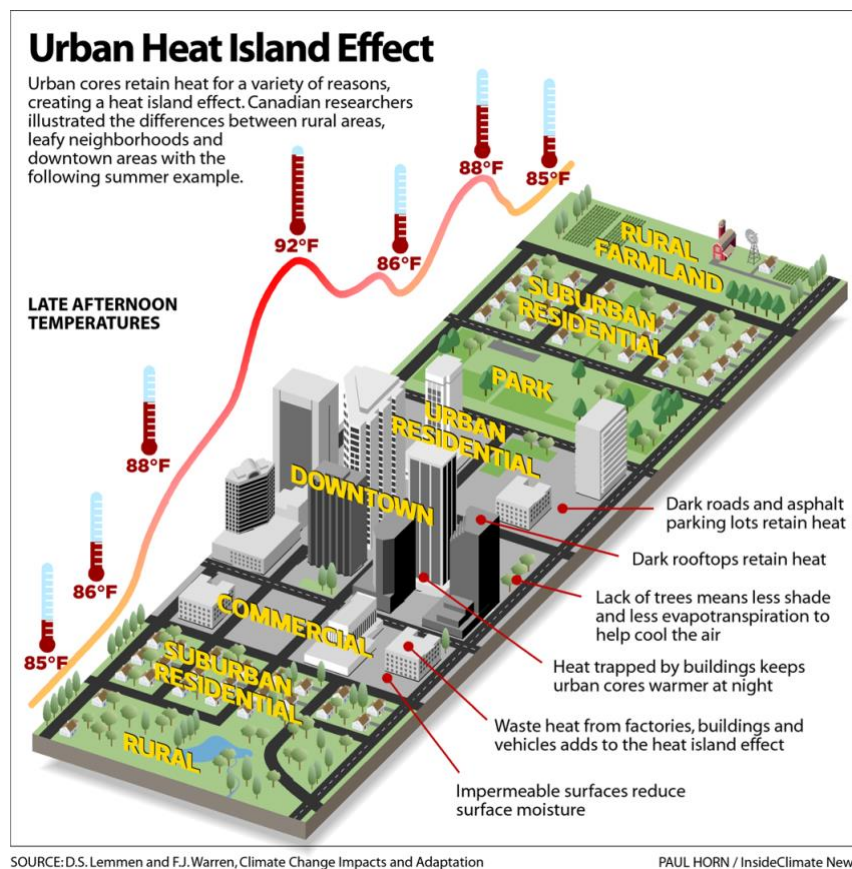 Urban Heat Island Effect
Urban cores retain heat for a variety of reasons,
creating a heat island effect. Canadian researchers
illustrated the differences between rural areas,
leafy neighborhoods and
downtown areas with the
following summer example.
88°F
85°F
92°F
86°F
LATE AFTERNOON
TEMPERATURES
88°F
86°F
85°F
RURAL
FARMLAND
SUBURBAN
RESIDENTIAL
PARK
URBAN
RESIDENTIAL
DOWNTOWN
COMMERCIAL
SUBURBAN
RESIDENTIAL
RURAL
Dark roads and asphalt
parking lots retain heat
Dark rooftops retain heat
Lack of trees means less shade
and less evapotranspiration to
help cool the air
Heat trapped by buildings keeps
urban cores warmer at night
Waste heat from factories, buildings and
vehicles adds to the heat island effect
Impermeable surfaces reduce
surface moisture
SOURCE: D.S. Lemmen and F.J. Warren, Climate Change Impacts and Adaptation
PAUL HORN / InsideClimate New